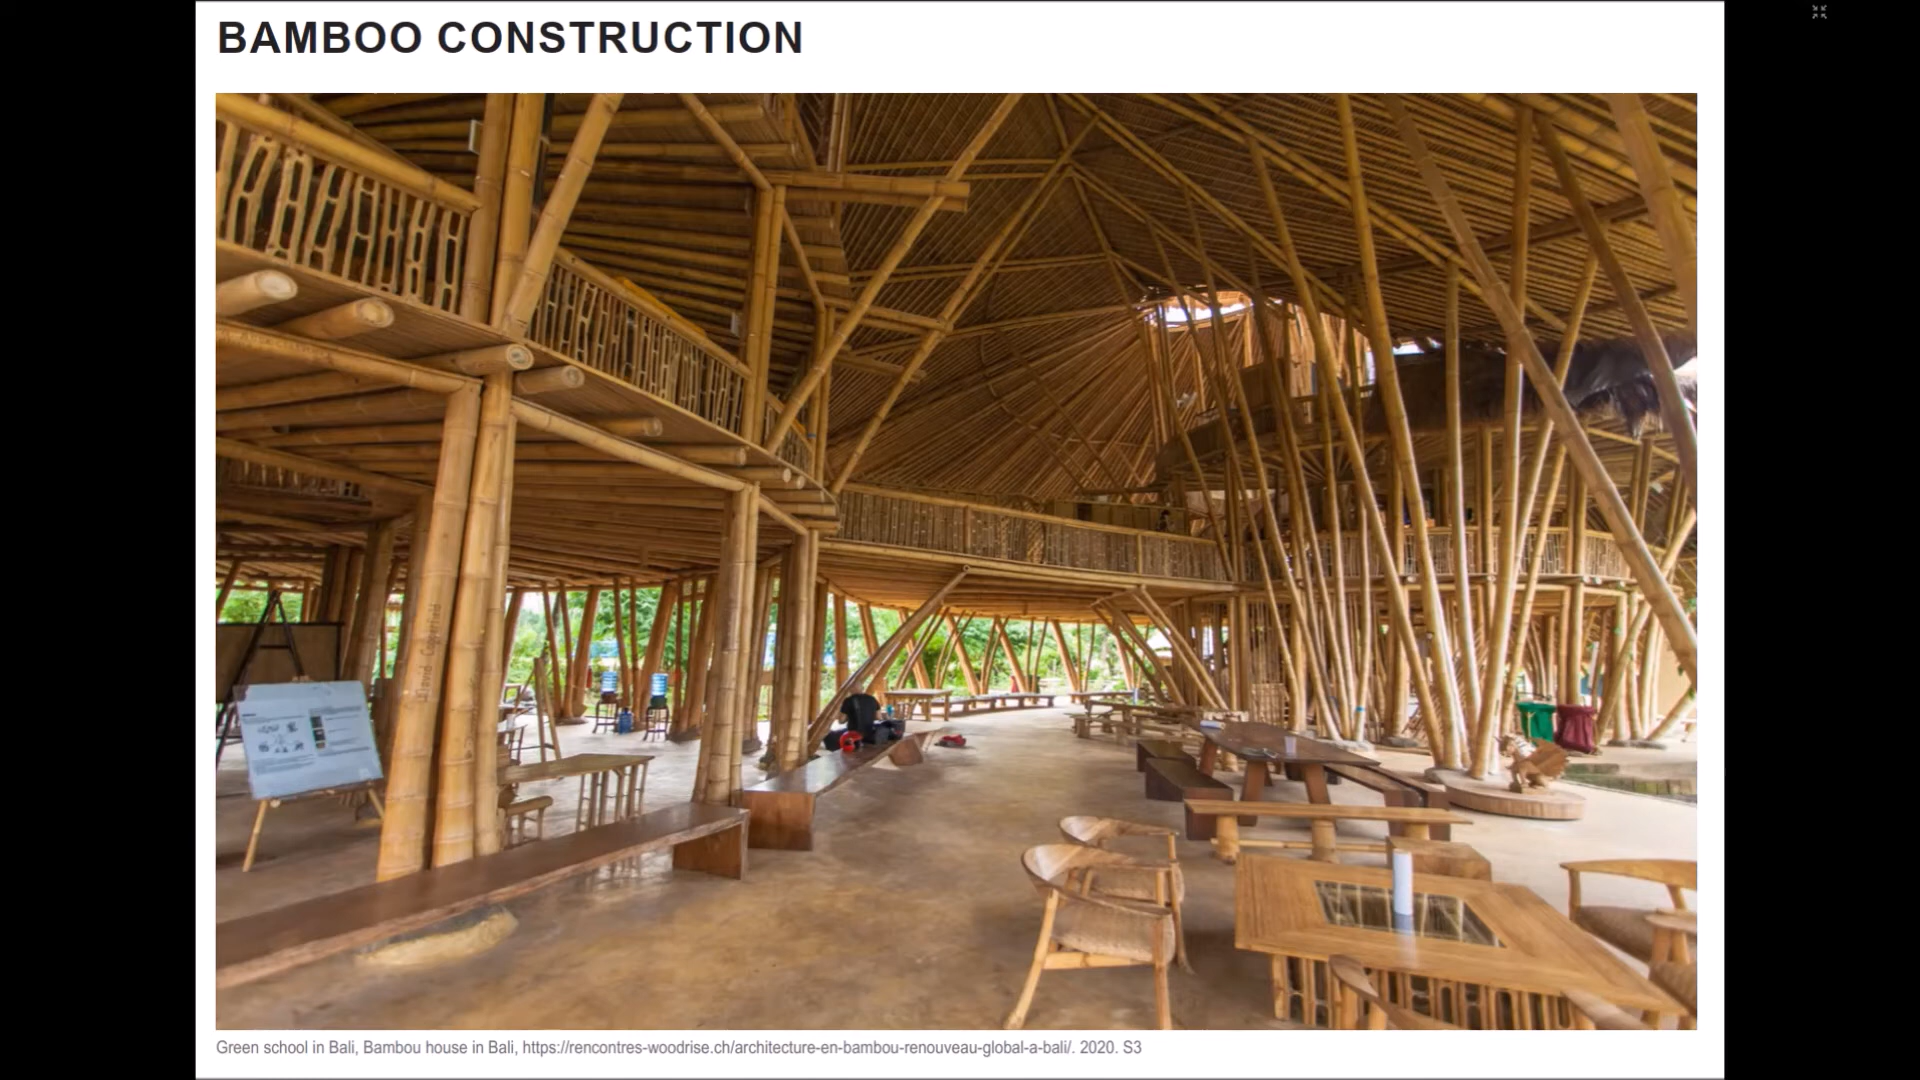 BAMBOO CONSTRUCTION
Green school in Bali, Bambou house in Bali, https://rencontres-woodrise.ch/architecture-en-bambou-renouveau-global-a-bali/. 2020. S3